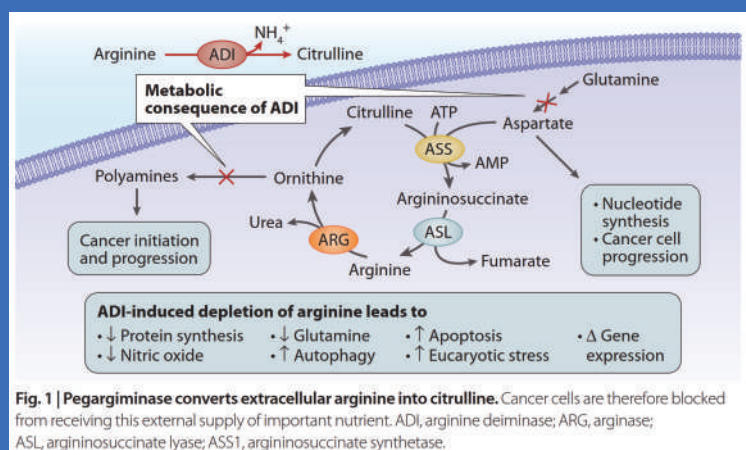 NH₄⁺
Arginine ADI Citrulline
Metabolic
consequence of ADI
Glutamine
Citrulline ATP
Aspartate
ASS
AMP
Polyamines Ornithine
Argininosuccinate
Urea
ARG ASL
Arginine Fumarate
Cancer initiation
and progression
• Nucleotide
synthesis
• Cancer cell
progression
ADI-induced depletion of arginine leads to
• ↓ Protein synthesis • ↓ Glutamine • ↑ Apoptosis • Δ Gene
• ↓ Nitric oxide • ↑ Autophagy • ↑ Eucaryotic stress expression
Fig. 1 | Pegargiminase converts extracellular arginine into citrulline. Cancer cells are therefore blocked
from receiving this external supply of important nutrient. ADI, arginine deiminase; ARG, arginase;
ASL, argininosuccinate lyase; ASS1, argininosuccinate synthetase.